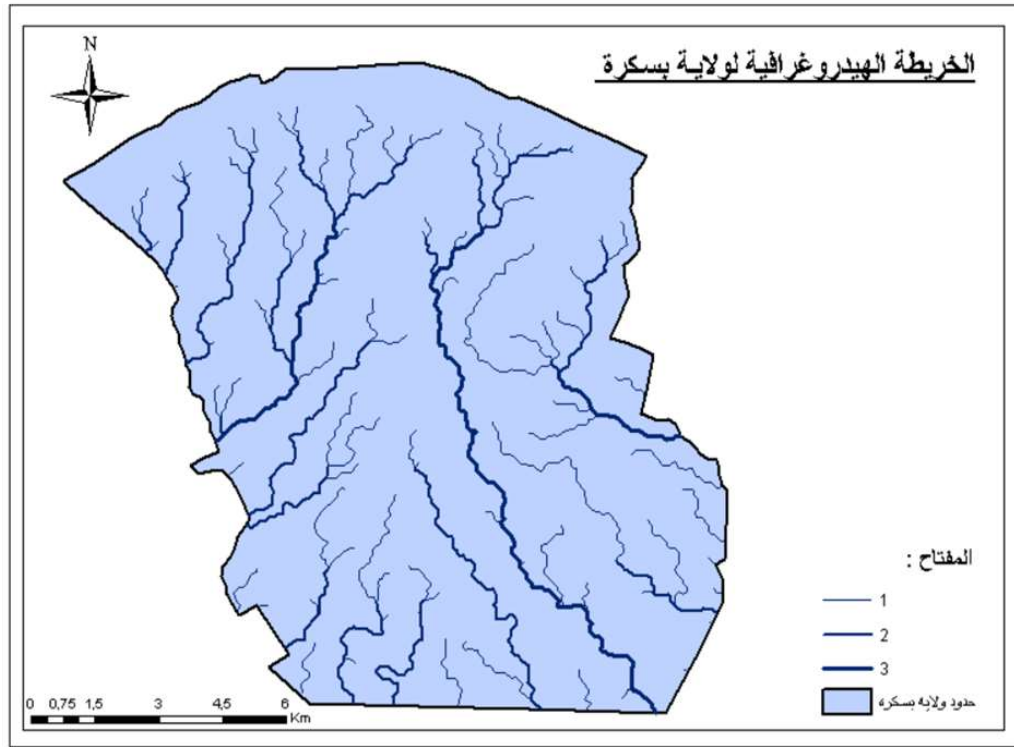 الخريطة الهيدروغرافية لولاية بسكرة
N
المفتاح :
1
2
3
حدود ولاية بسكرة
0 0,75 1,5 3 4,5 6
Km